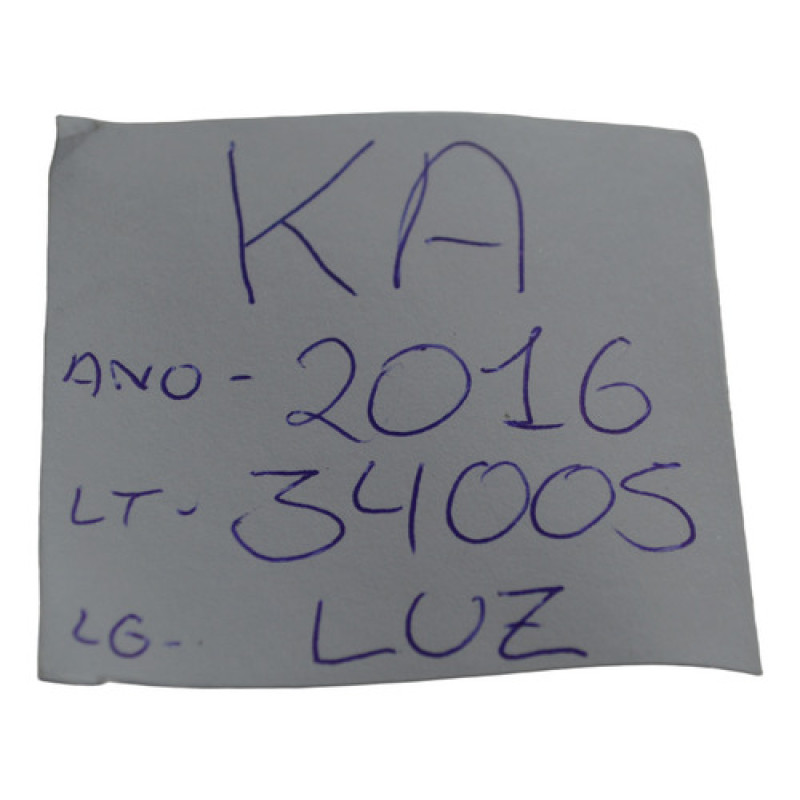 KA
ANO - 2016
LT - 34005
LG - LUZ